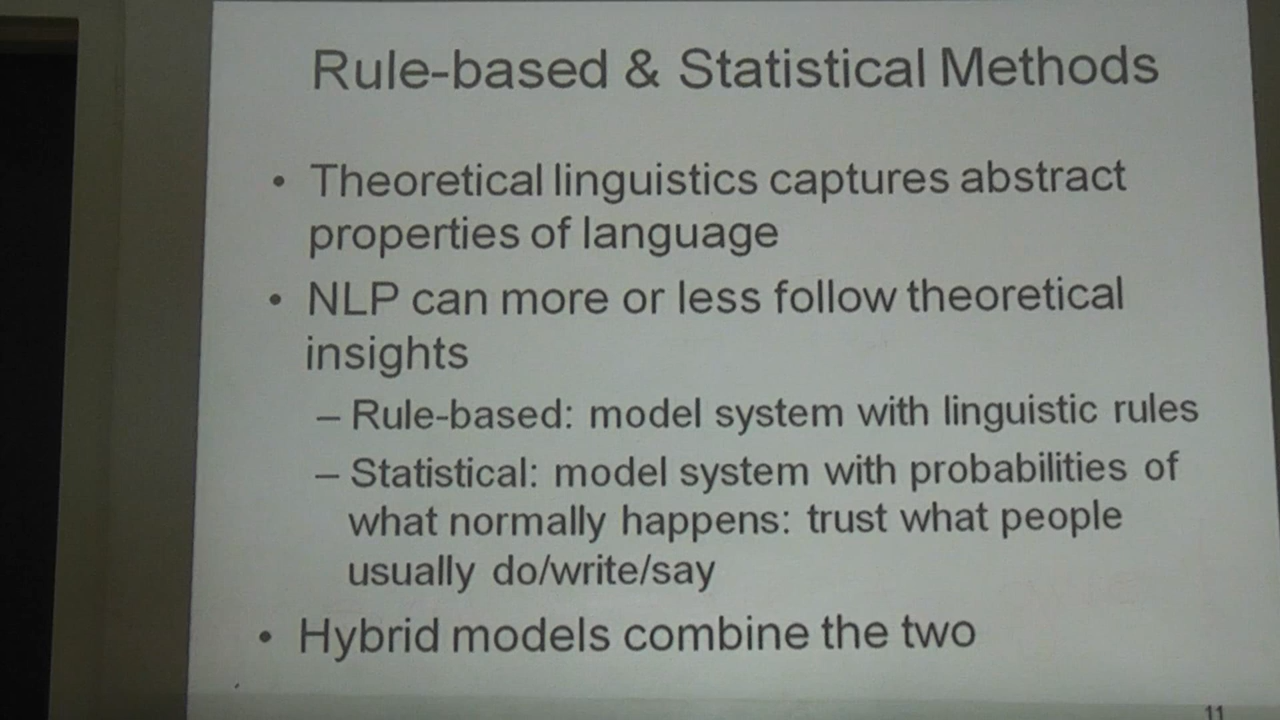 Rule-based & Statistical Methods
• Theoretical linguistics captures abstract
properties of language
• NLP can more or less follow theoretical
insights
– Rule-based: model system with linguistic rules
– Statistical: model system with probabilities of
what normally happens: trust what people
usually do/write/say
• Hybrid models combine the two
11